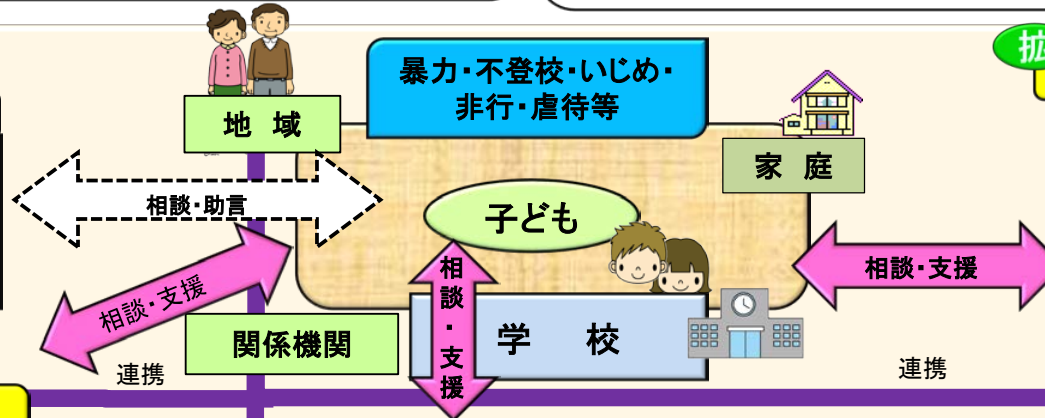 拡
暴力・不登校・いじめ・
非行・虐待等
地 域
家 庭
相談・助言
子ども
相談・支援
相談・支援
相談・支援
関係機関
学 校
連携
連携